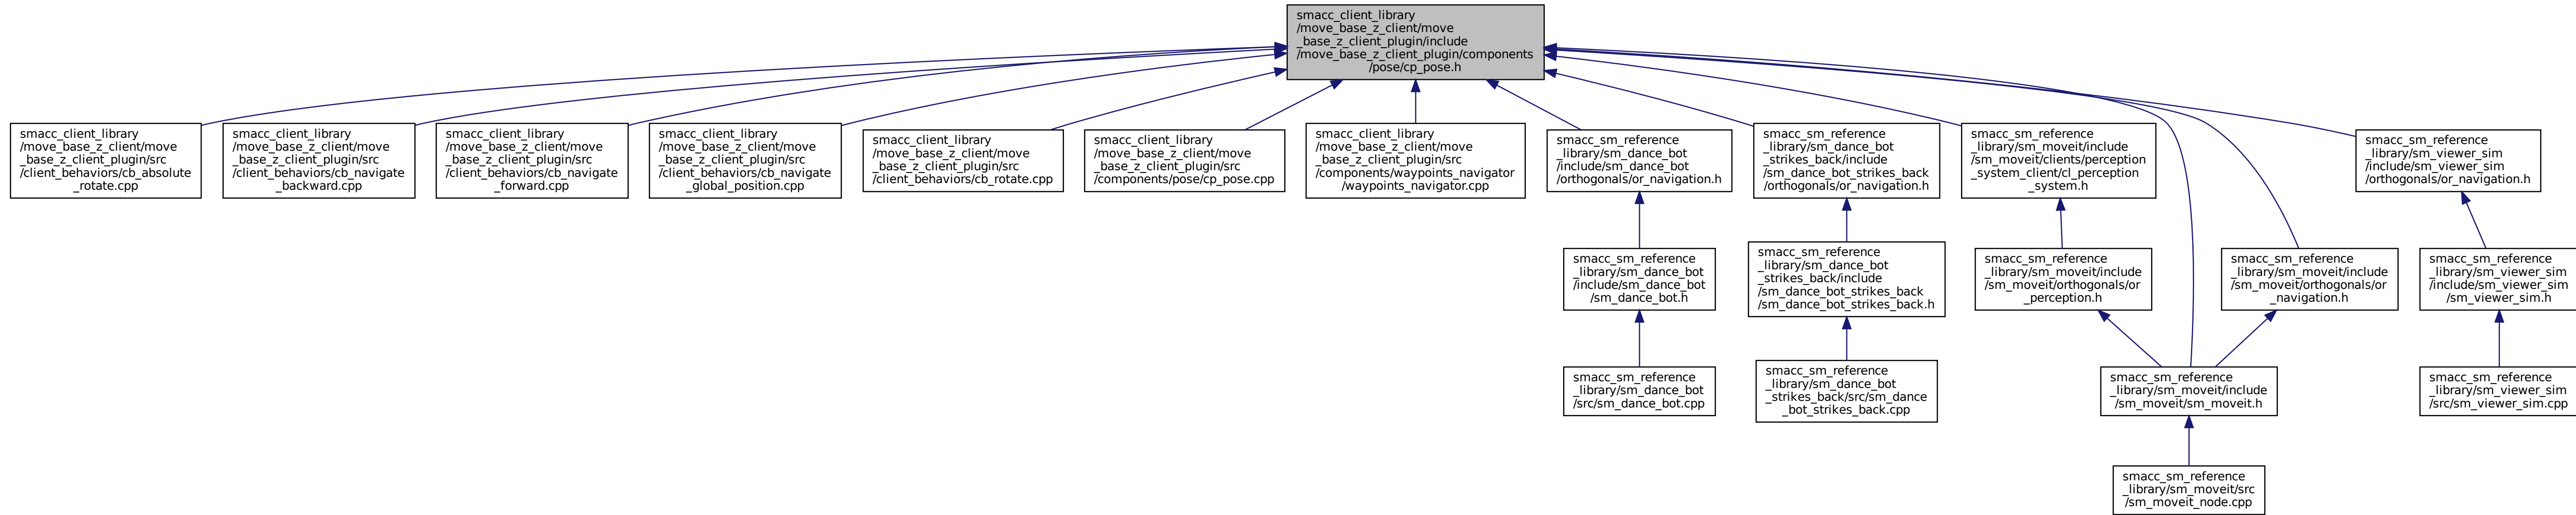 smacc_client_library
/move_base_z_client/move
_base_z_client_plugin/include
/move_base_z_client_plugin/components
/pose/cp_pose.h
smacc_client_library
/move_base_z_client/move
_base_z_client_plugin/src
/client_behaviors/cb_absolute
_rotate.cpp
smacc_client_library
/move_base_z_client/move
_base_z_client_plugin/src
/client_behaviors/cb_navigate
_backward.cpp
smacc_client_library
/move_base_z_client/move
_base_z_client_plugin/src
/client_behaviors/cb_navigate
_forward.cpp
smacc_client_library
/move_base_z_client/move
_base_z_client_plugin/src
/client_behaviors/cb_navigate
_global_position.cpp
smacc_client_library
/move_base_z_client/move
_base_z_client_plugin/src
/client_behaviors/cb_rotate.cpp
smacc_client_library
/move_base_z_client/move
_base_z_client_plugin/src
/components/pose/cp_pose.cpp
smacc_client_library
/move_base_z_client/move
_base_z_client_plugin/src
/components/waypoints_navigator
/waypoints_navigator.cpp
smacc_sm_reference
_library/sm_dance_bot
/include/sm_dance_bot
/orthogonals/or_navigation.h
smacc_sm_reference
_library/sm_dance_bot
_strikes_back/include
/sm_dance_bot_strikes_back
/orthogonals/or_navigation.h
smacc_sm_reference
_library/sm_moveit/include
/sm_moveit/clients/perception
_system_client/cl_perception
_system.h
smacc_sm_reference
_library/sm_viewer_sim
/include/sm_viewer_sim
/orthogonals/or_navigation.h
smacc_sm_reference
_library/sm_dance_bot
/include/sm_dance_bot
/sm_dance_bot.h
smacc_sm_reference
_library/sm_dance_bot
_strikes_back/include
/sm_dance_bot_strikes_back
/sm_dance_bot_strikes_back.h
smacc_sm_reference
_library/sm_moveit/include
/sm_moveit/orthogonals/or
_perception.h
smacc_sm_reference
_library/sm_moveit/include
/sm_moveit/orthogonals/or
_navigation.h
smacc_sm_reference
_library/sm_viewer_sim
/include/sm_viewer_sim
/sm_viewer_sim.h
smacc_sm_reference
_library/sm_dance_bot
/src/sm_dance_bot.cpp
smacc_sm_reference
_library/sm_dance_bot
_strikes_back/src/sm_dance
_bot_strikes_back.cpp
smacc_sm_reference
_library/sm_moveit/include
/sm_moveit/sm_moveit.h
smacc_sm_reference
_library/sm_viewer_sim
/src/sm_viewer_sim.cpp
smacc_sm_reference
_library/sm_moveit/src
/sm_moveit_node.cpp